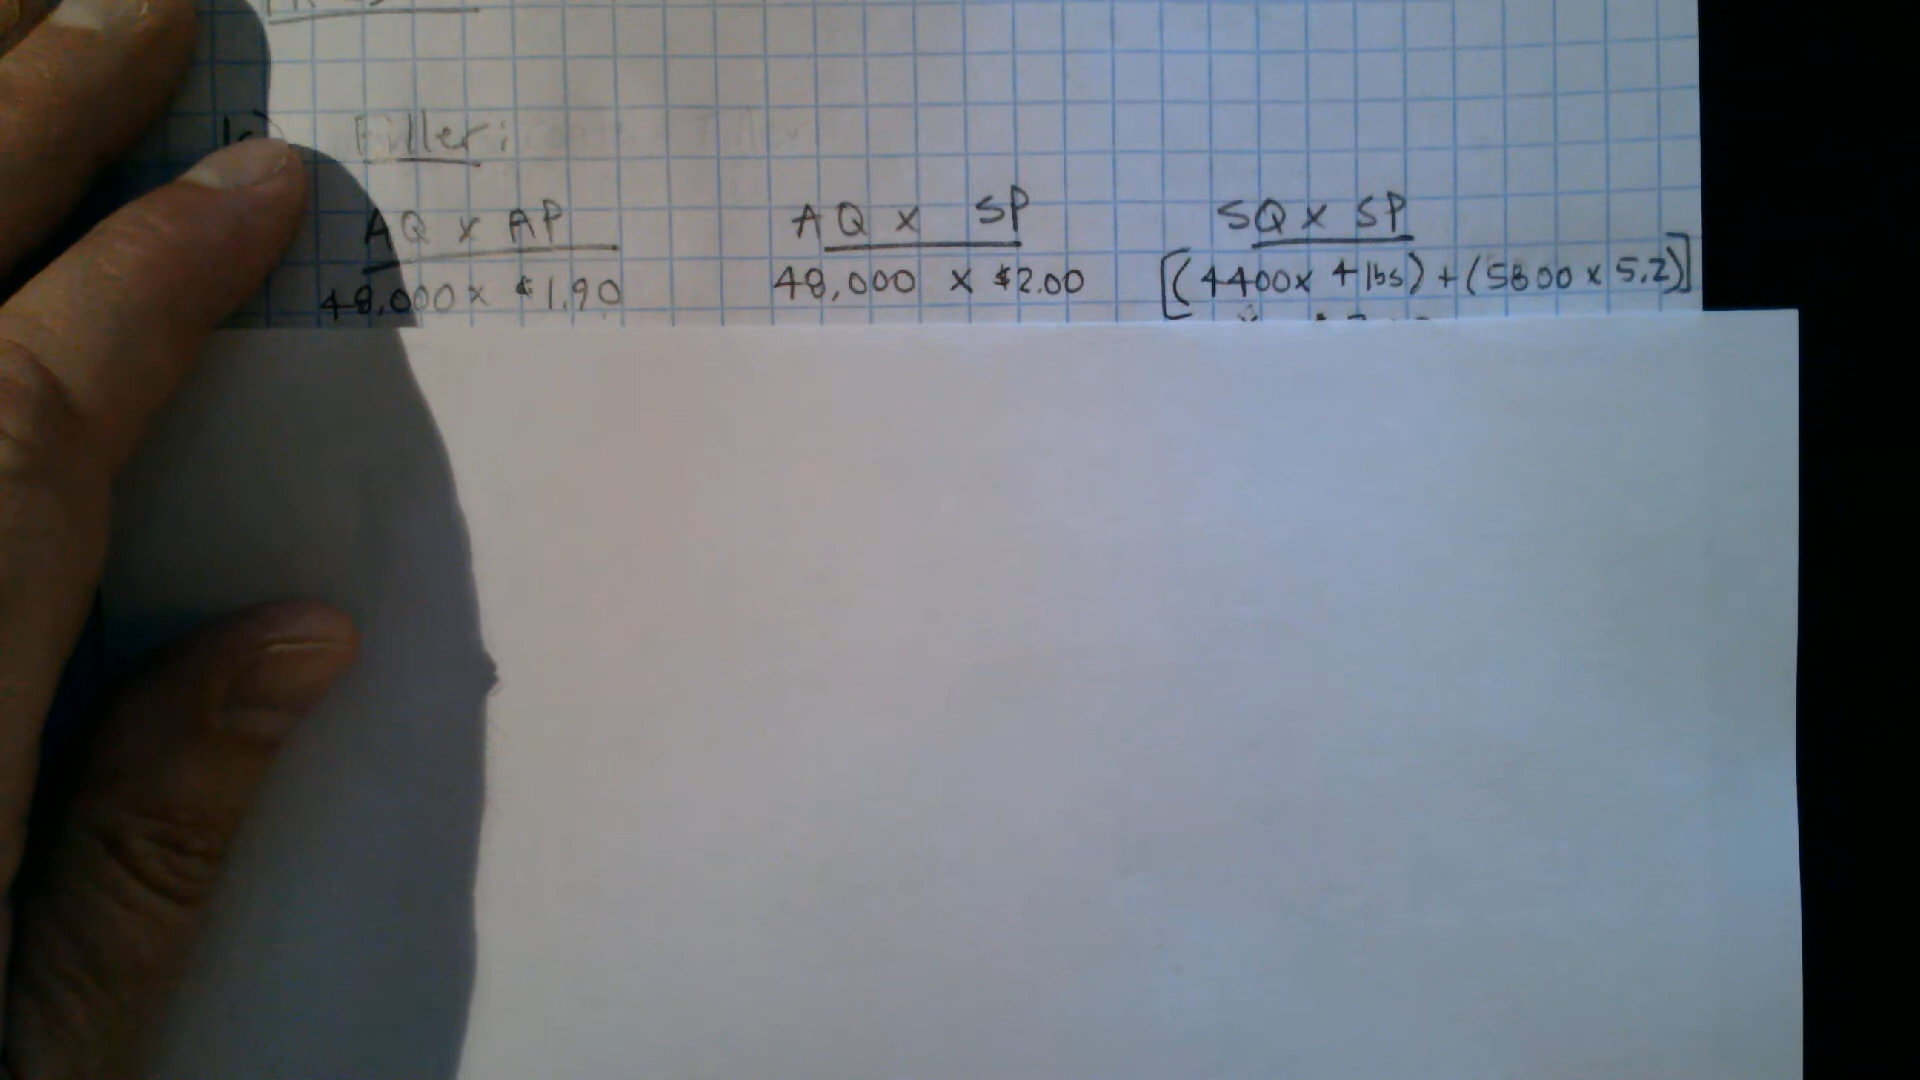 Filler:
AQ x AP AQ x SP SQ x SP
48,000 x $1.90 48,000 x $2.00 [(4400x 4 lbs) + (5800 x 5.2)]